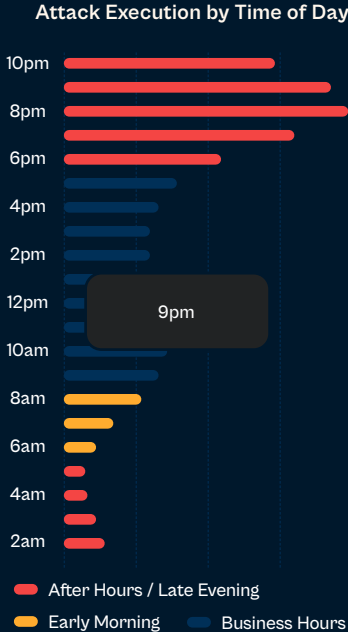 Attack Execution by Time of Day
10pm
8pm
6pm
4pm
2pm
12pm
9pm
10am
8am
6am
4am
2am
After Hours / Late Evening
Early Morning
Business Hours